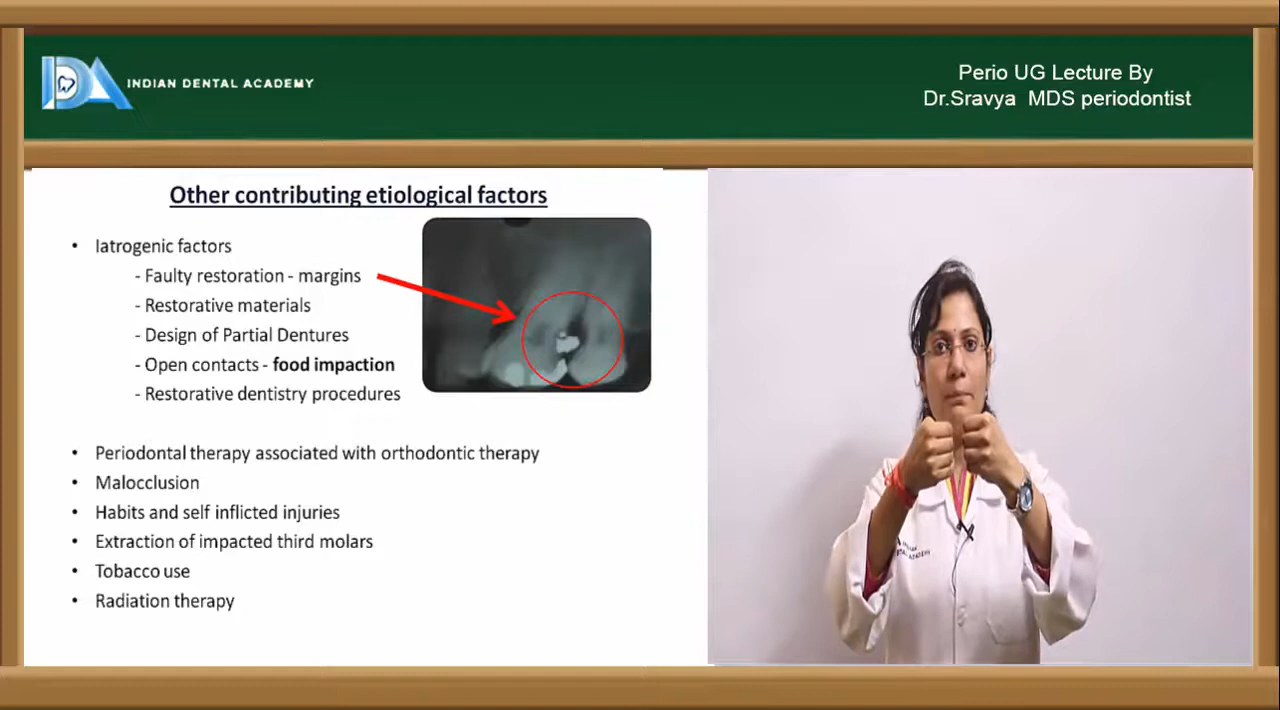 INDIAN DENTAL ACADEMY
Perio UG Lecture By
Dr.Sravya MDS periodontist
Other contributing etiological factors
• Iatrogenic factors
- Faulty restoration - margins
- Restorative materials
- Design of Partial Dentures
- Open contacts - food impaction
- Restorative dentistry procedures
• Periodontal therapy associated with orthodontic therapy
• Malocclusion
• Habits and self inflicted injuries
• Extraction of impacted third molars
• Tobacco use
• Radiation therapy
ACADEMY